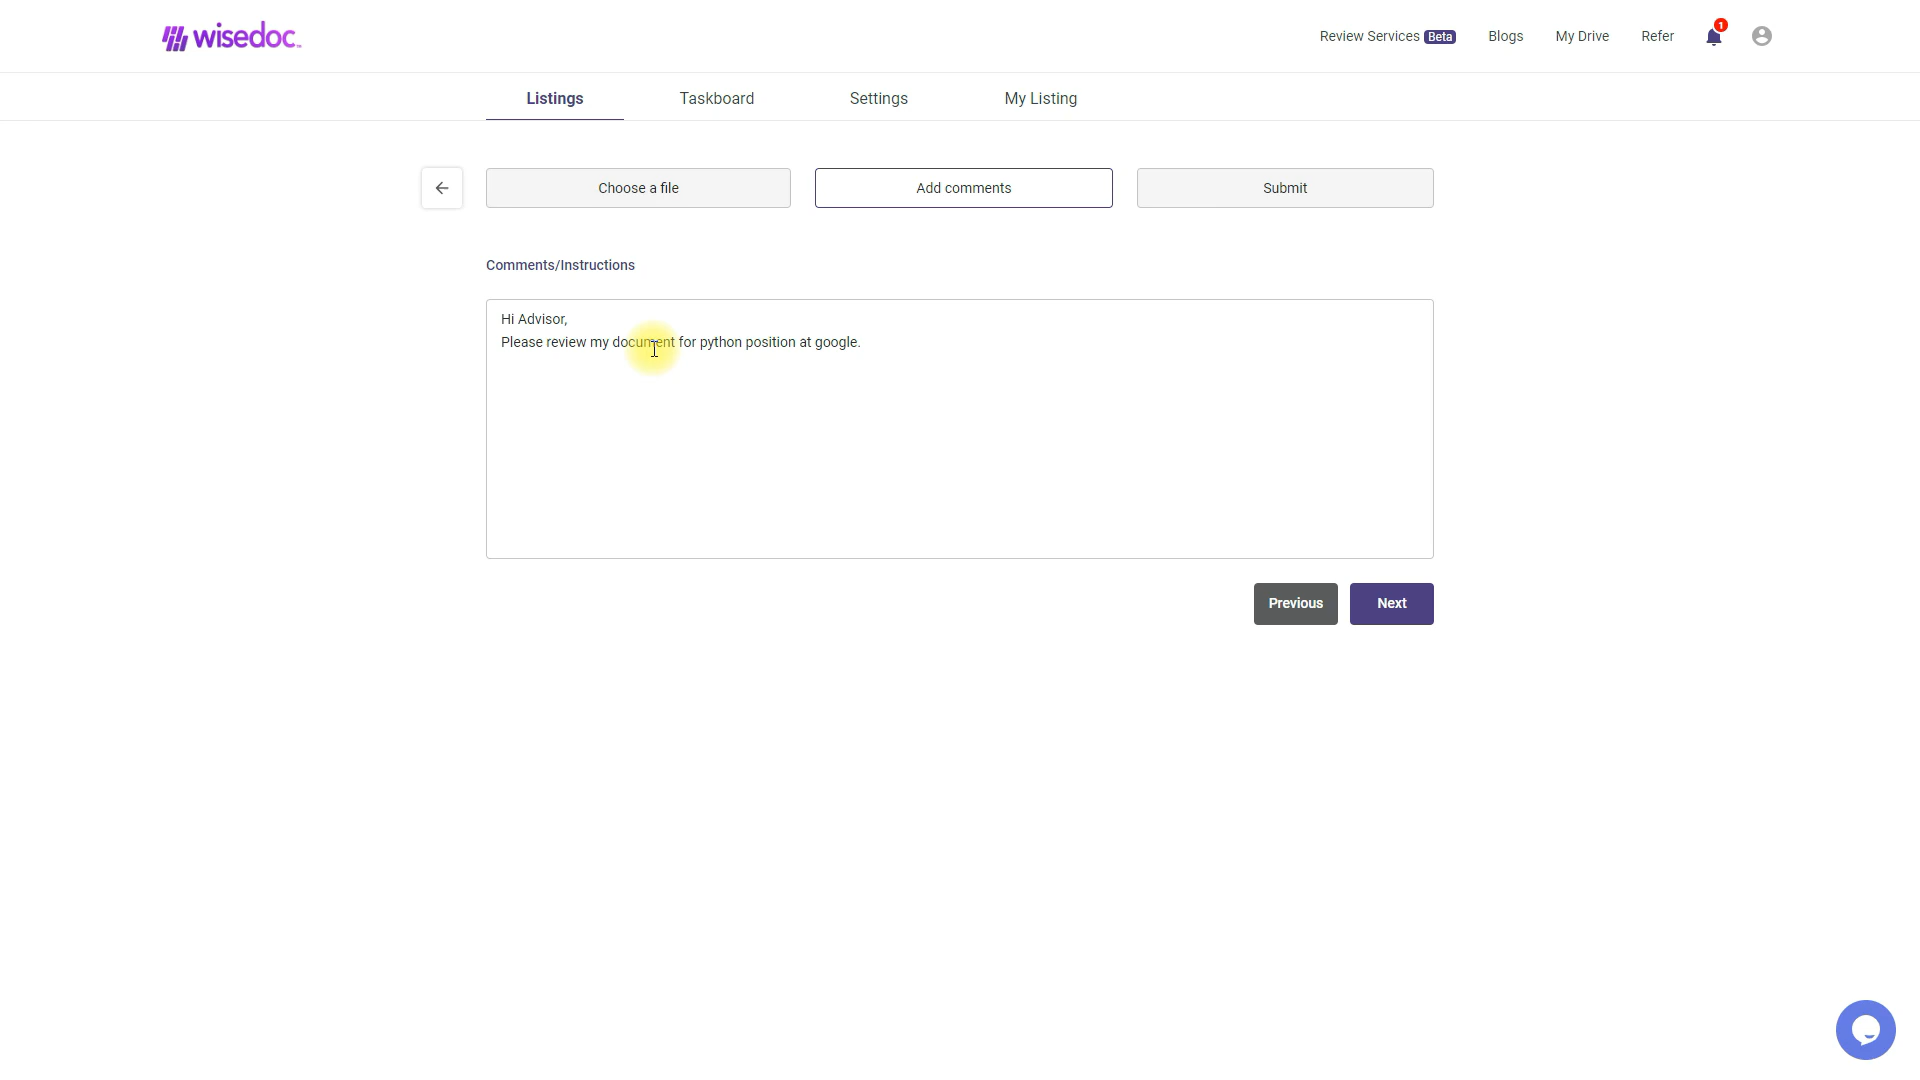 wisedoc
Review Services Beta
Blogs
My Drive
Refer
1
Listings
Taskboard
Settings
My Listing
Choose a file
Add comments
Submit
Comments/Instructions
Hi Advisor,
Please review my document for python position at google.
Previous
Next